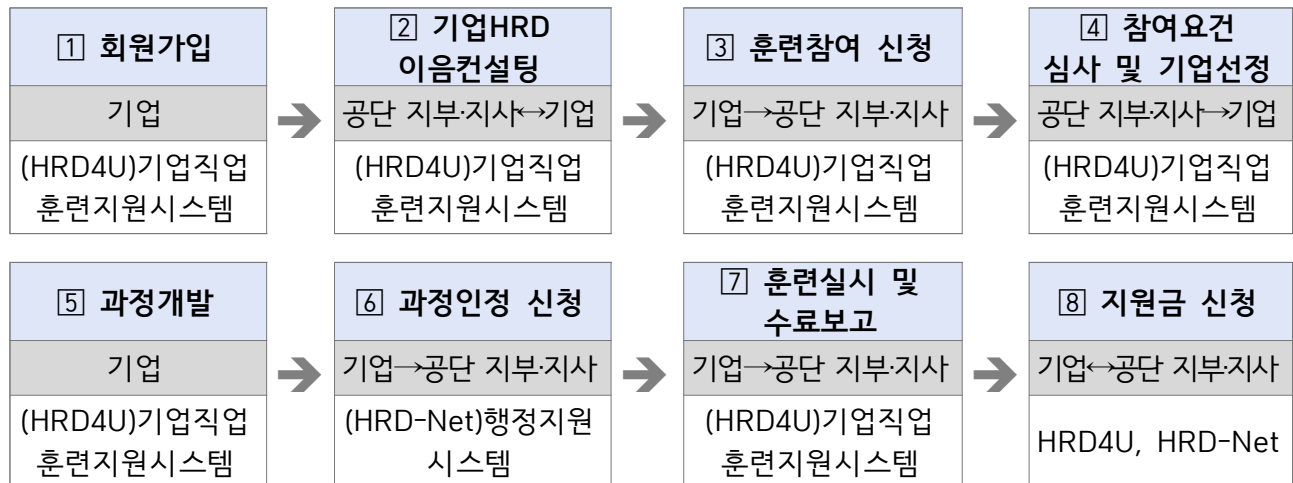 1 회원가입
기업
(HRD4U)기업직업
훈련지원시스템
2 기업HRD
이음컨설팅
공단 지부·지사↔기업
(HRD4U)기업직업
훈련지원시스템
3 훈련참여 신청
기업→공단 지부·지사
(HRD4U)기업직업
훈련지원시스템
4 참여요건
심사 및 기업선정
공단 지부·지사→기업
(HRD4U)기업직업
훈련지원시스템
5 과정개발
기업
(HRD4U)기업직업
훈련지원시스템
6 과정인정 신청
기업→공단 지부·지사
(HRD-Net)행정지원
시스템
7 훈련실시 및
수료보고
기업→공단 지부·지사
(HRD4U)기업직업
훈련지원시스템
8 지원금 신청
기업↔공단 지부·지사
HRD4U, HRD-Net